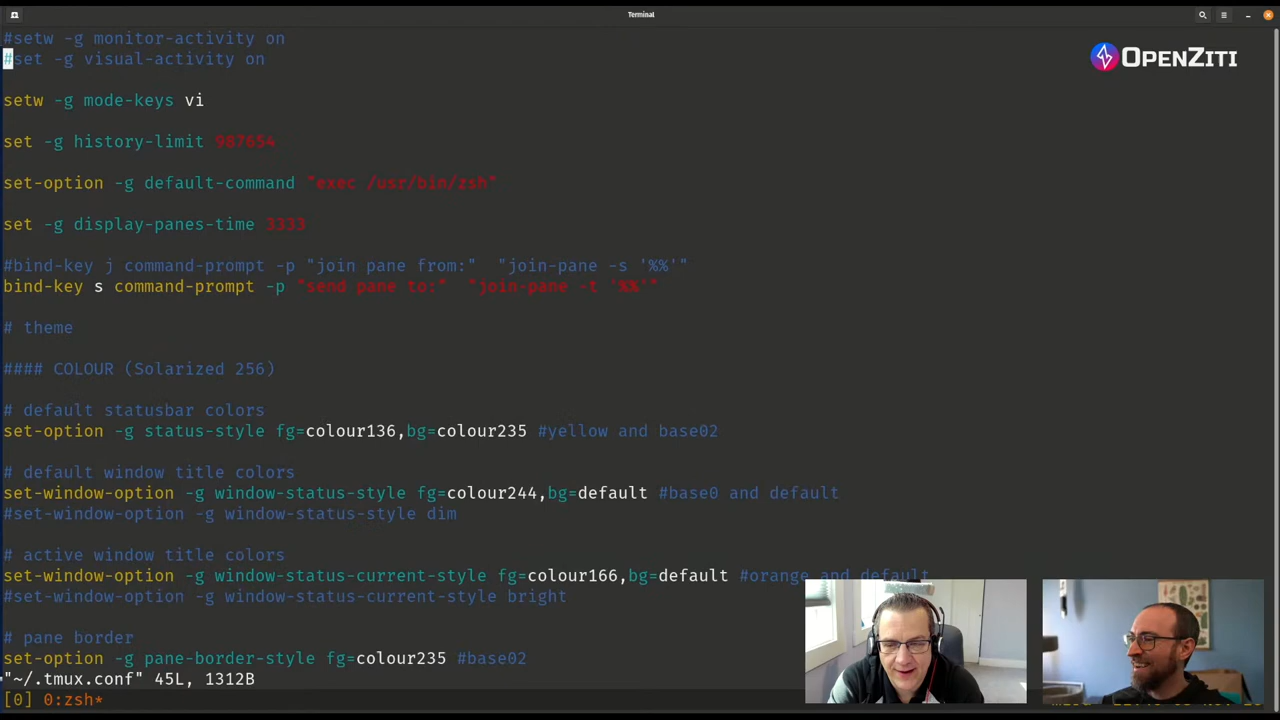 Terminal
#setw -g monitor-activity on
#set -g visual-activity on
OPENZITI
setw -g mode-keys vi
set -g history-limit 987654
set-option -g default-command "exec /usr/bin/zsh"
set -g display-panes-time 3333
#bind-key j command-prompt -p "join pane from:"  "join-pane -s '%%'"
bind-key s command-prompt -p "send pane to:"  "join-pane -t '%%'"
# theme
#### COLOUR (Solarized 256)
# default statusbar colors
set-option -g status-style fg=colour136,bg=colour235 #yellow and base02
# default window title colors
set-window-option -g window-status-style fg=colour244,bg=default #base0 and default
#set-window-option -g window-status-style dim
# active window title colors
set-window-option -g window-status-current-style fg=colour166,bg=default #orange and default
#set-window-option -g window-status-current-style bright
# pane border
set-option -g pane-border-style fg=colour235 #base02
"~/.tmux.conf" 45L, 1312B
[0] 0:zsh*